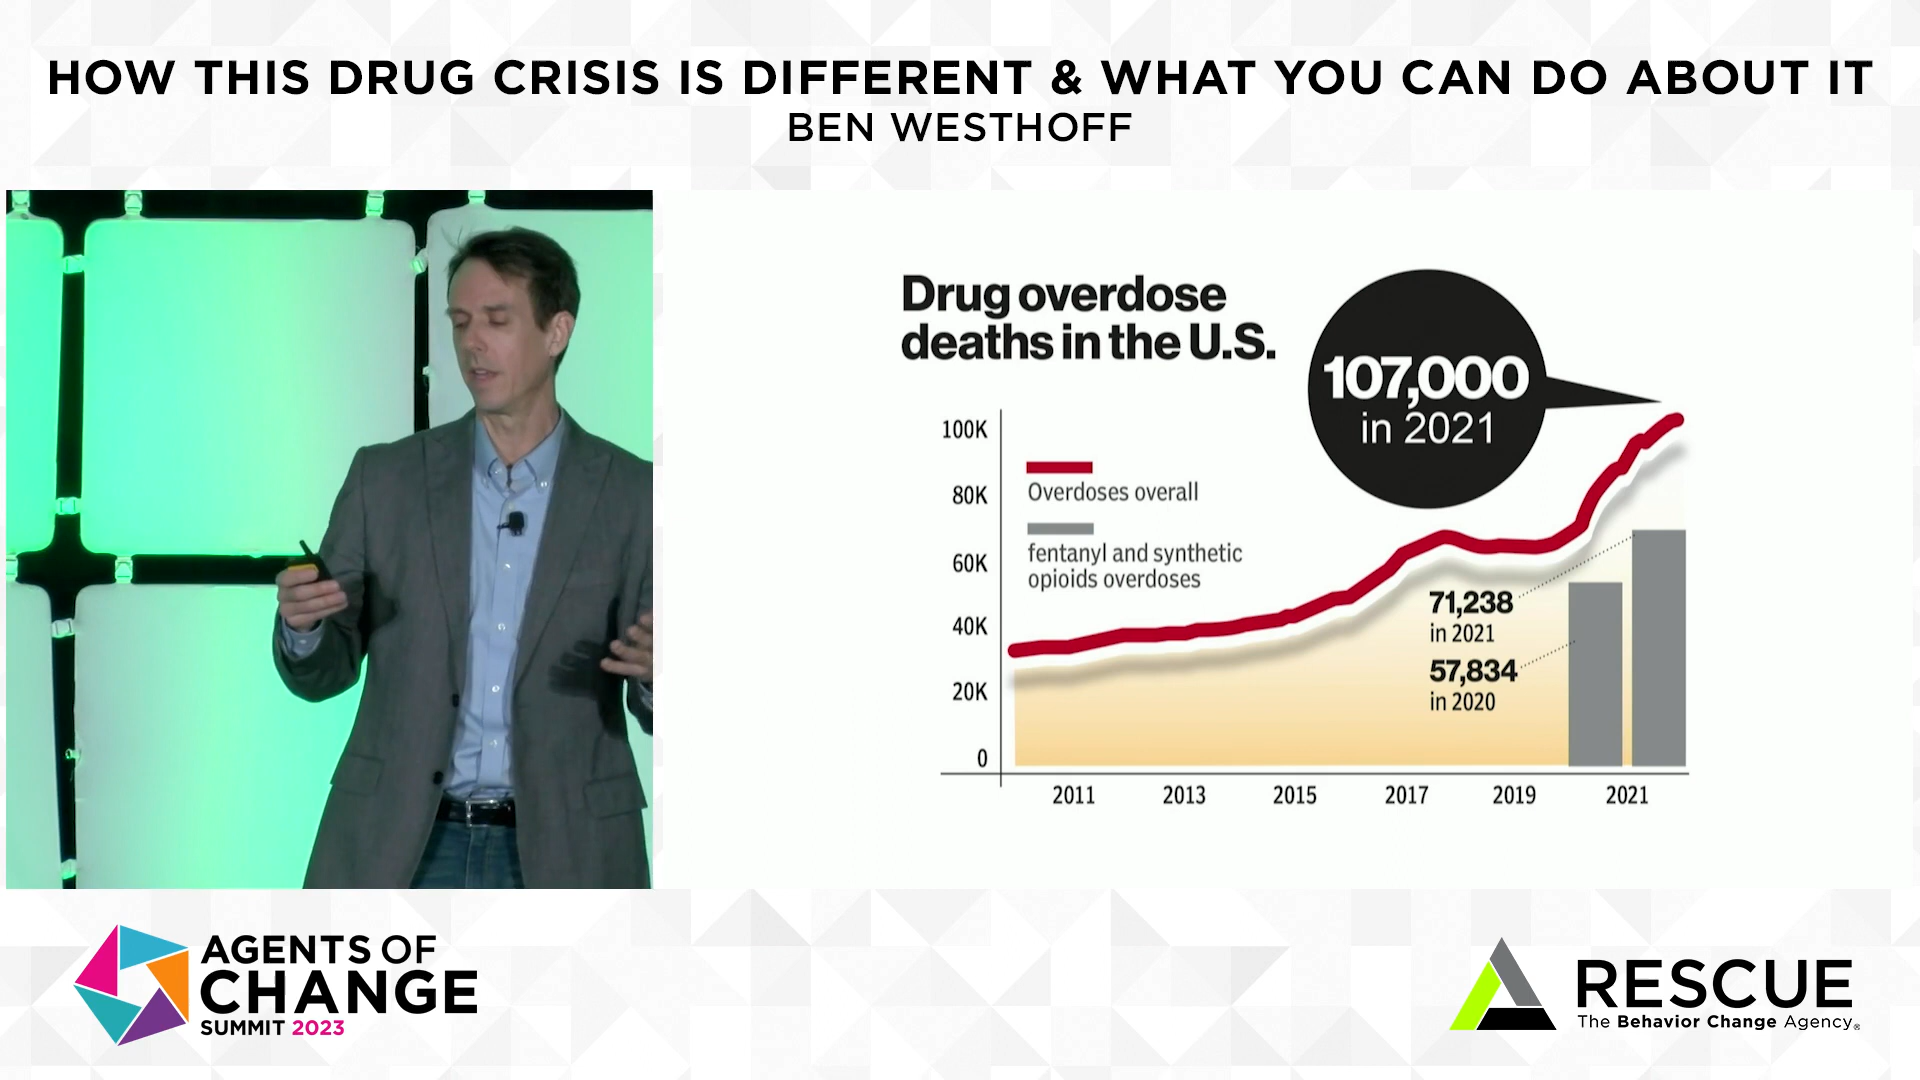 HOW THIS DRUG CRISIS IS DIFFERENT & WHAT YOU CAN DO ABOUT IT
BEN WESTHOFF
Drug overdose
deaths in the U.S.
107,000
in 2021
100K
80K
60K
40K
20K
0
Overdoses overall
fentanyl and synthetic
opioids overdoses
71,238
in 2021
57,834
in 2020
2011 2013 2015 2017 2019 2021
AGENTS OF
CHANGE
SUMMIT 2023
RESCUE
The Behavior Change Agency®